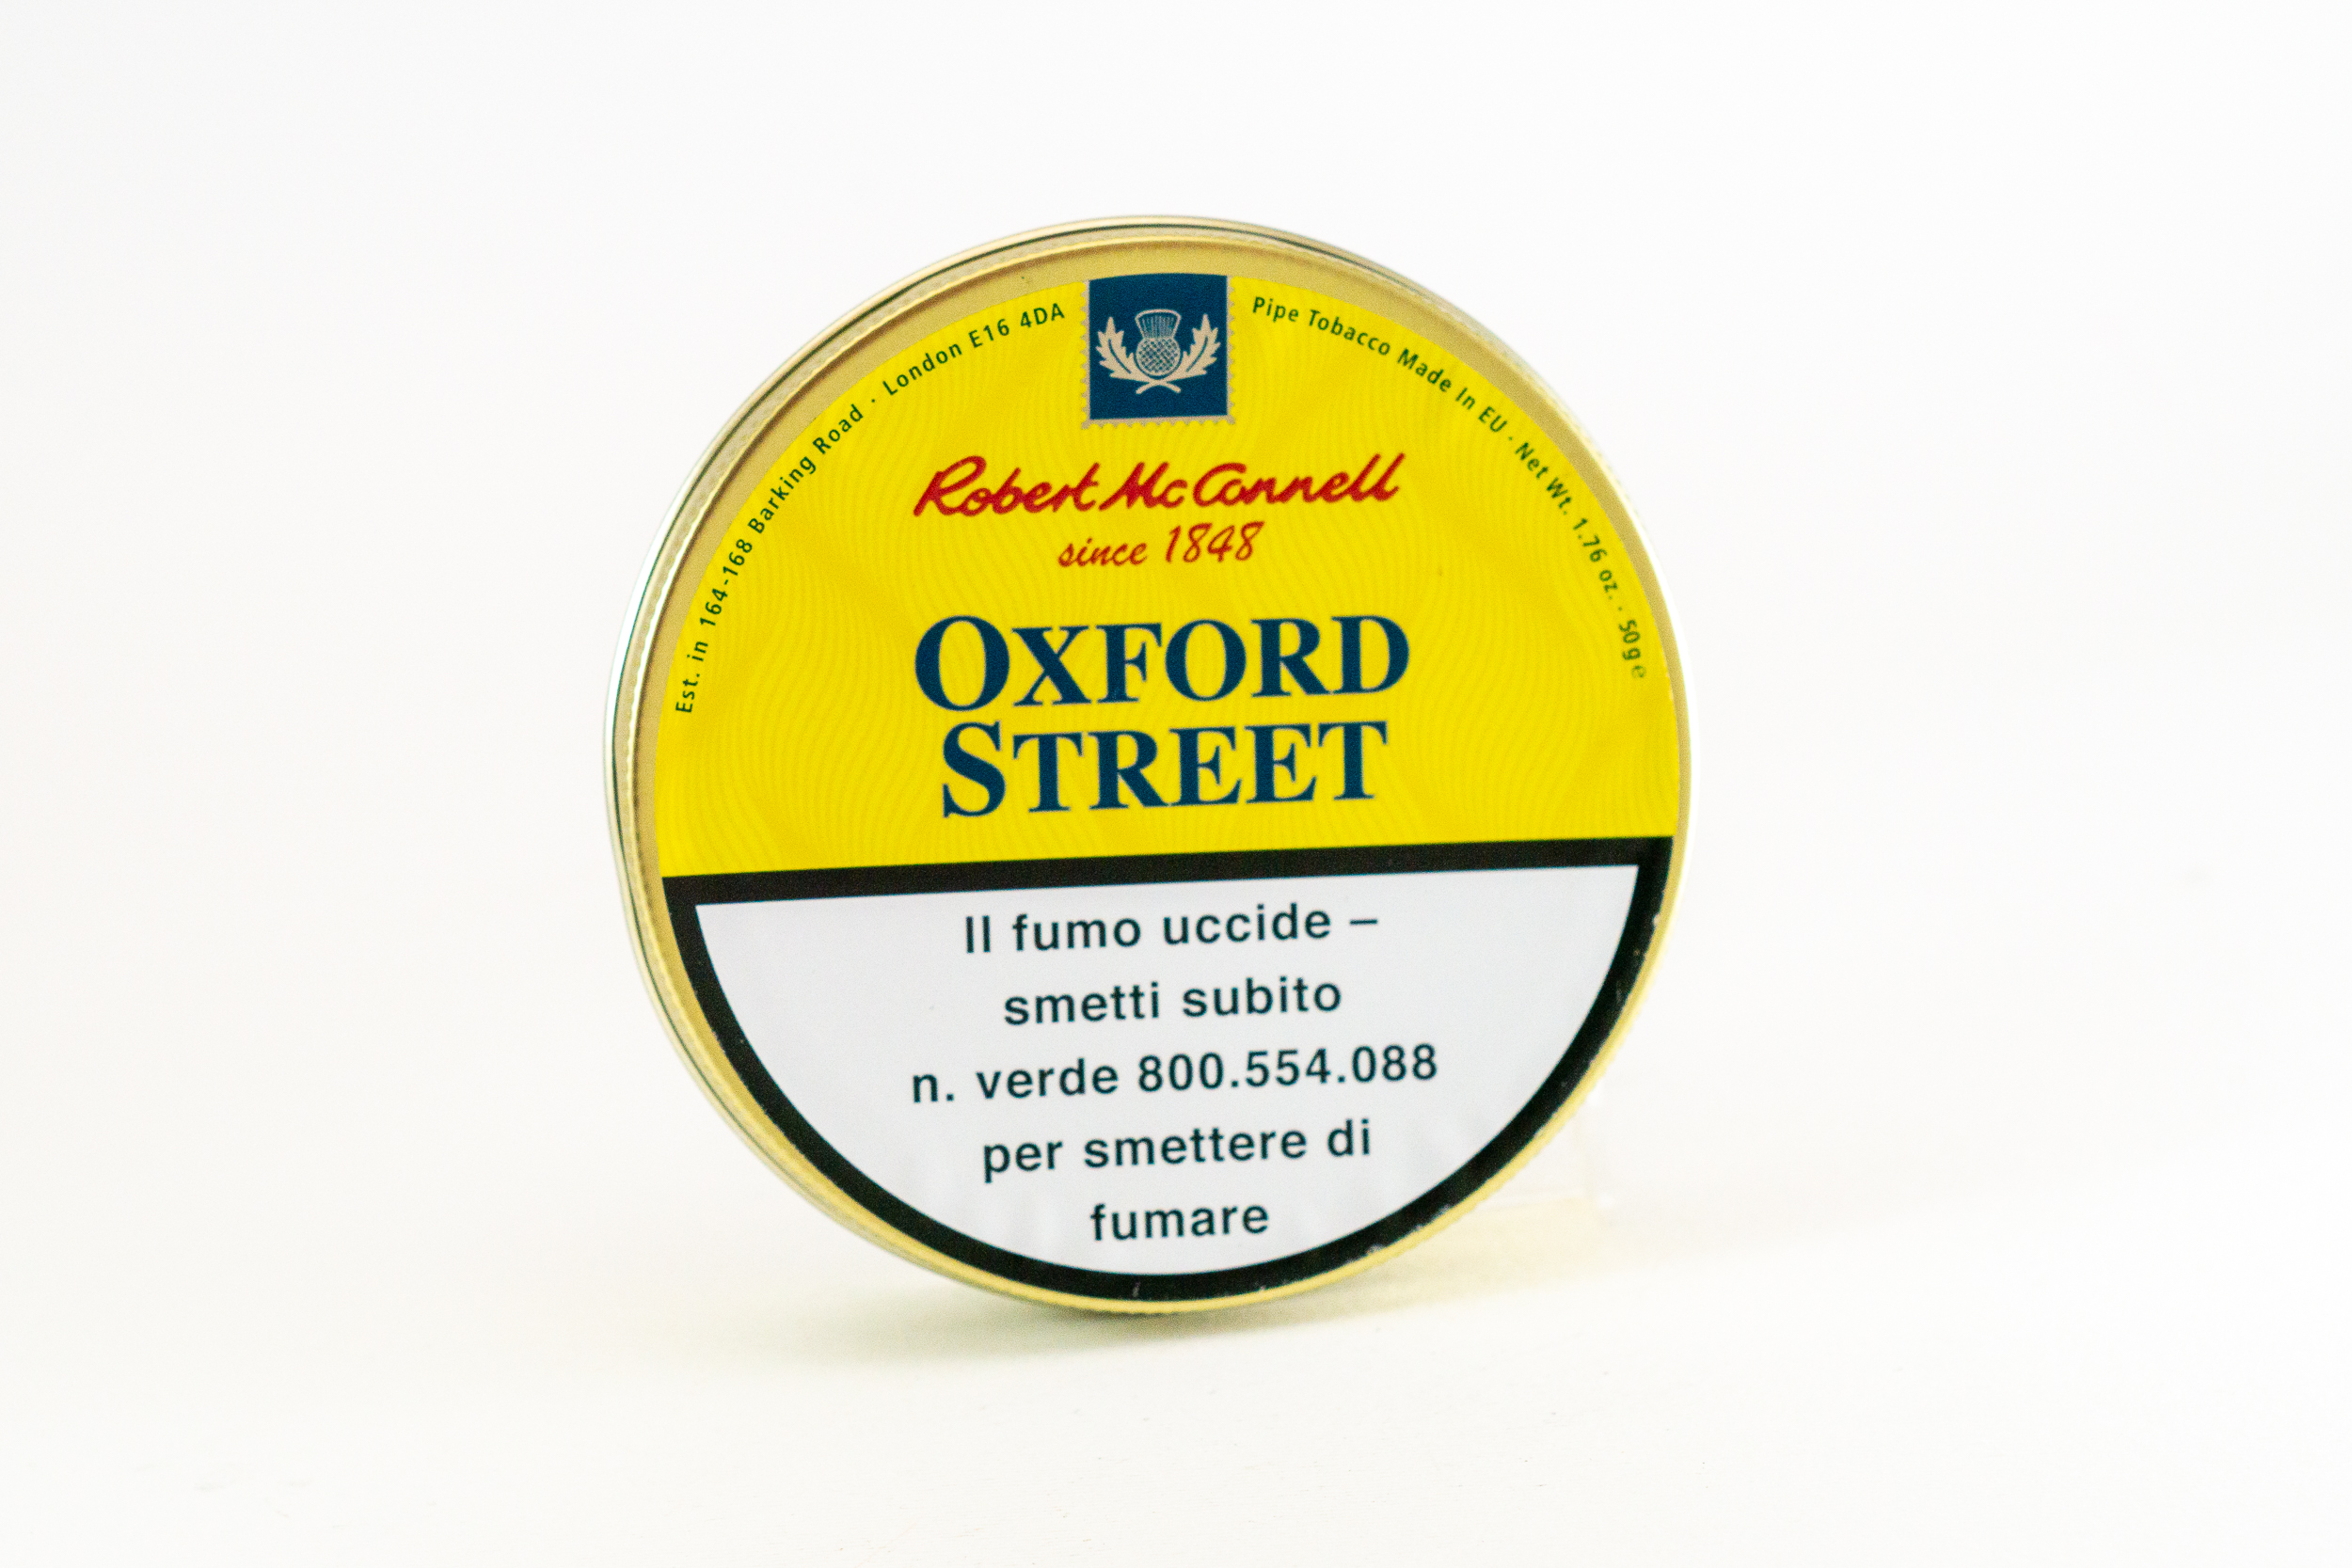 Est. in 164-168 Barking Road · London E16 4DA
Pipe Tobacco Made In EU · Net Wt. 1.76 oz. · 50g℮
Robert McConnell
since 1848
OXFORD
STREET
Il fumo uccide –
smetti subito
n. verde 800.554.088
per smettere di
fumare